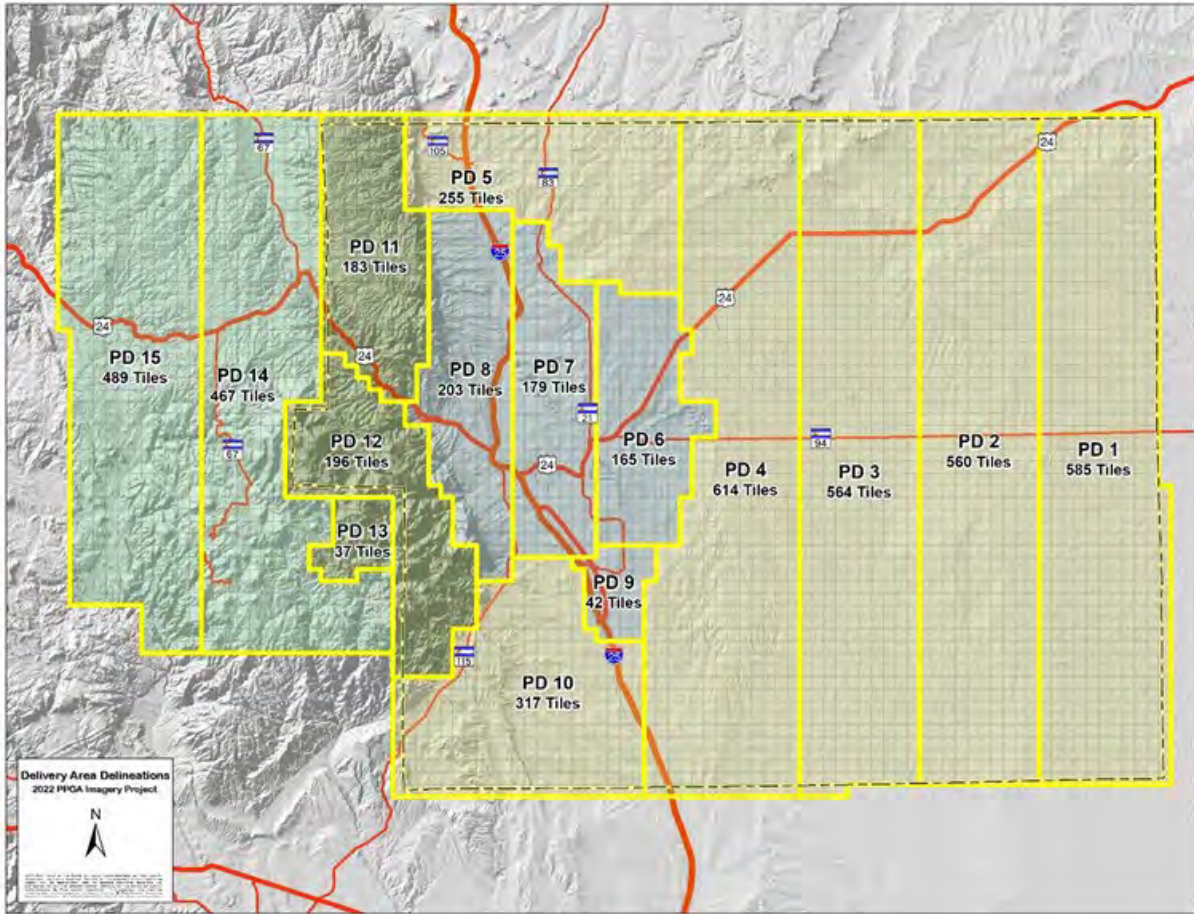 67
105
83
24
PD 5
255 Tiles
PD 11
183 Tiles
25
24
24
24
PD 15
489 Tiles
PD 14
467 Tiles
PD 8
203 Tiles
PD 7
179 Tiles
21
67
PD 12
196 Tiles
24
PD 6
165 Tiles
94
PD 4
614 Tiles
PD 3
564 Tiles
PD 2
560 Tiles
PD 1
585 Tiles
PD 13
37 Tiles
PD 9
42 Tiles
115
25
PD 10
317 Tiles
Delivery Area Delineations
2022 PPGA Imagery Project
N